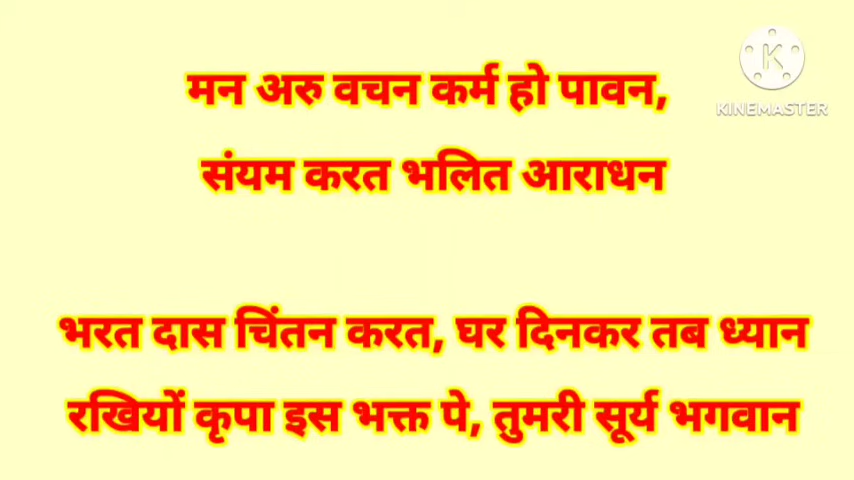 मन अरु वचन कर्म हो पावन,
संयम करत भलित आराधन
भरत दास चिंतन करत, घर दिनकर तब ध्यान
रखियों कृपा इस भक्त पे, तुमरी सूर्य भगवान
K
KINEMASTER